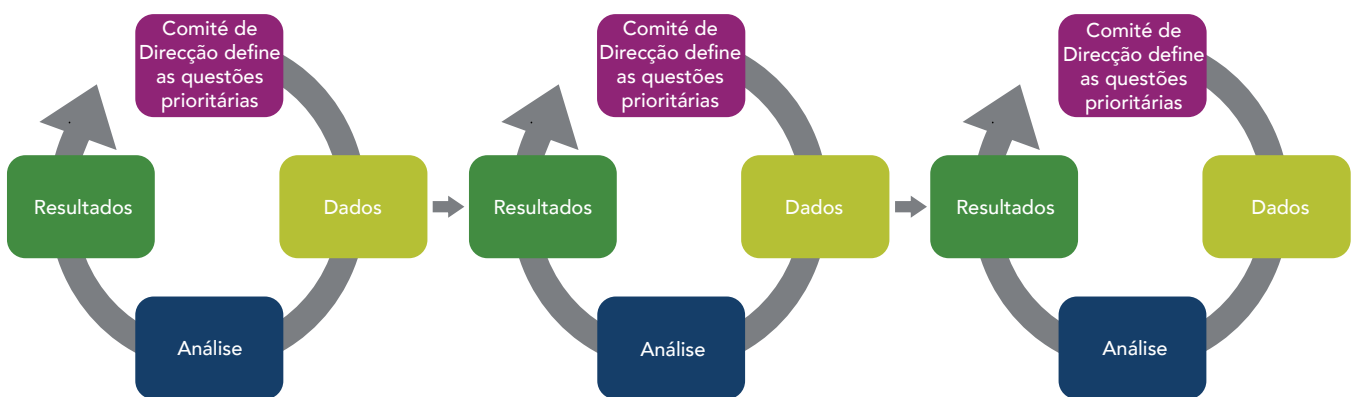 Comité de
Direcção define
as questões
prioritárias
Resultados
Dados
Análise
Comité de
Direcção define
as questões
prioritárias
Resultados
Dados
Análise
Comité de
Direcção define
as questões
prioritárias
Resultados
Dados
Análise